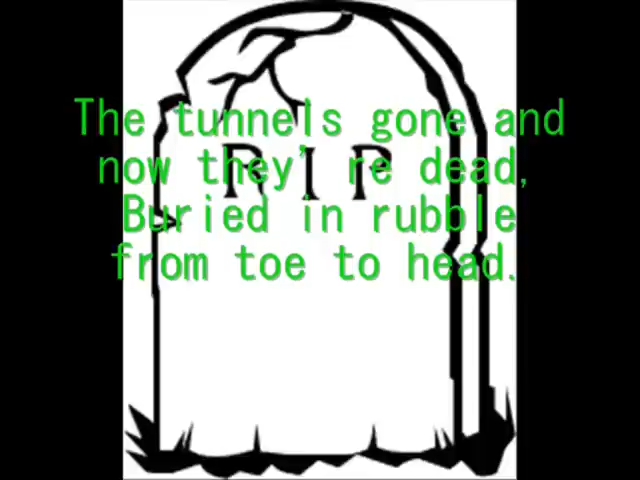 The tunnels gone and
now they're dead,
Buried in rubble
from toe to head.
RIP